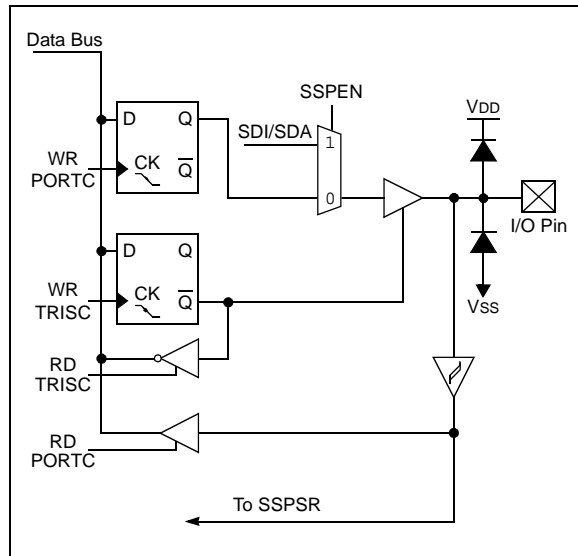 Data Bus
SSPEN
VDD
D Q
SDI/SDA
1
WR
PORTC
CK
Q
0
I/O Pin
D Q
VSS
WR
TRISC
CK
Q
RD
TRISC
RD
PORTC
To SSPSR